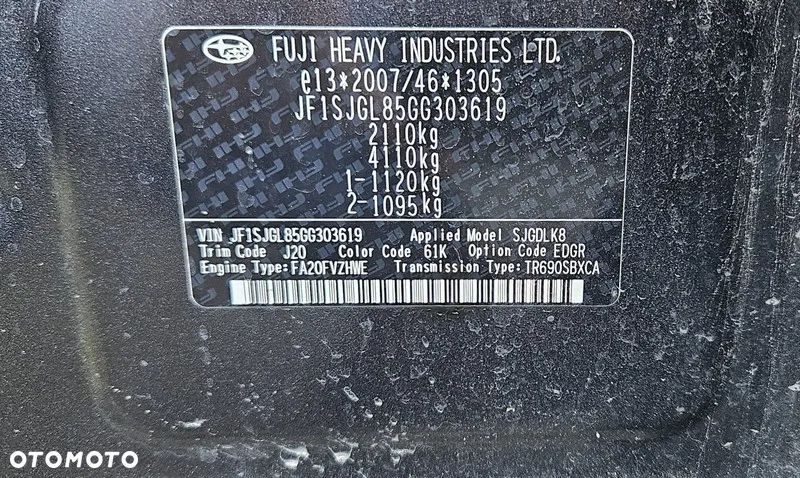 FUJI HEAVY INDUSTRIES LTD.
e13*2007/46*1305
JF1SJGL85GG303619
2110kg
4110kg
1-1120kg
2-1095kg
VIN JF1SJGL85GG303619 Applied Model SJGDLK8
Trim Code J20 Color Code 61K Option Code EDGR
Engine Type:FA20FVZHWE Transmission Type:TR690SBXCA
OTOMOTO